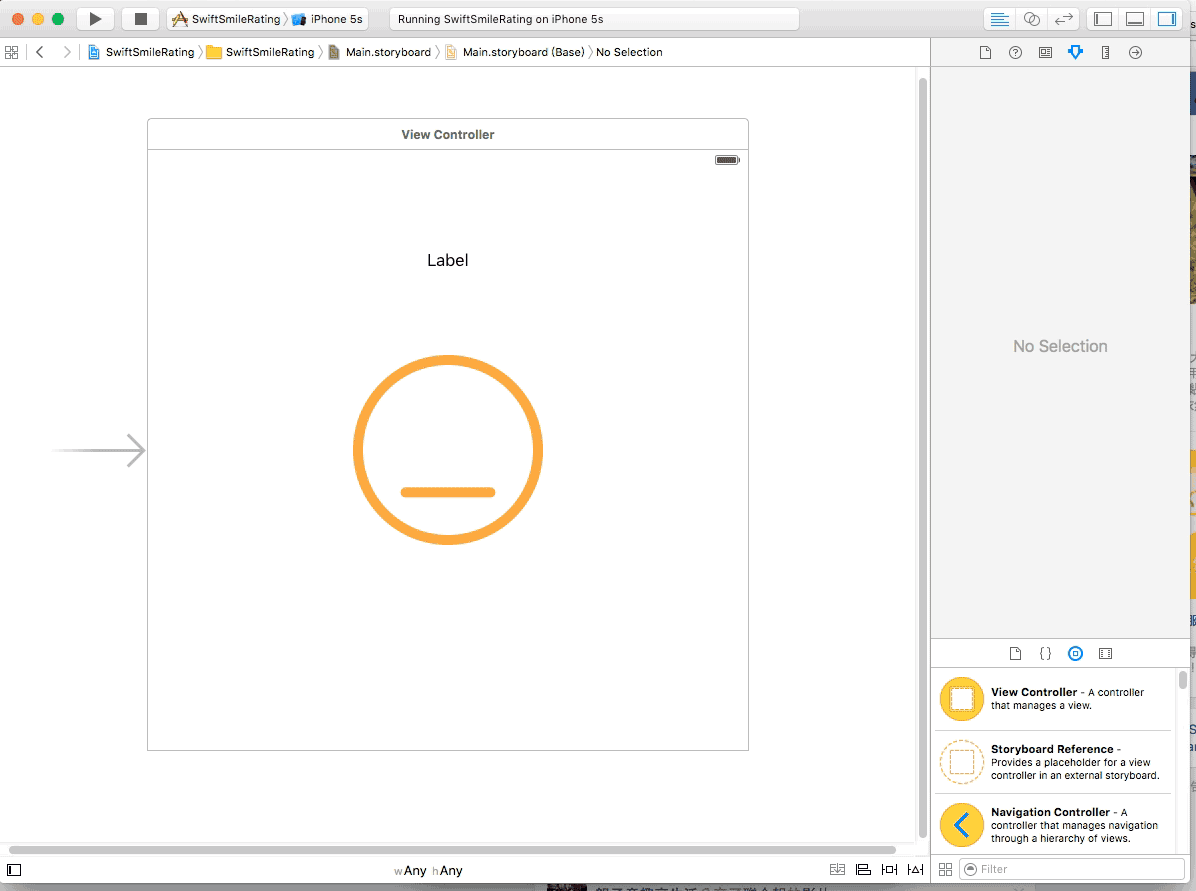 SwiftSmileRating
iPhone 5s
Running SwiftSmileRating on iPhone 5s
SwiftSmileRating
SwiftSmileRating
Main.storyboard
Main.storyboard (Base)
No Selection
View Controller
Label
No Selection
View Controller - A controller
that manages a view.
Storyboard Reference -
Provides a placeholder for a view
controller in an external storyboard.
Navigation Controller - A
controller that manages navigation
through a hierarchy of views.
wAny hAny
Filter